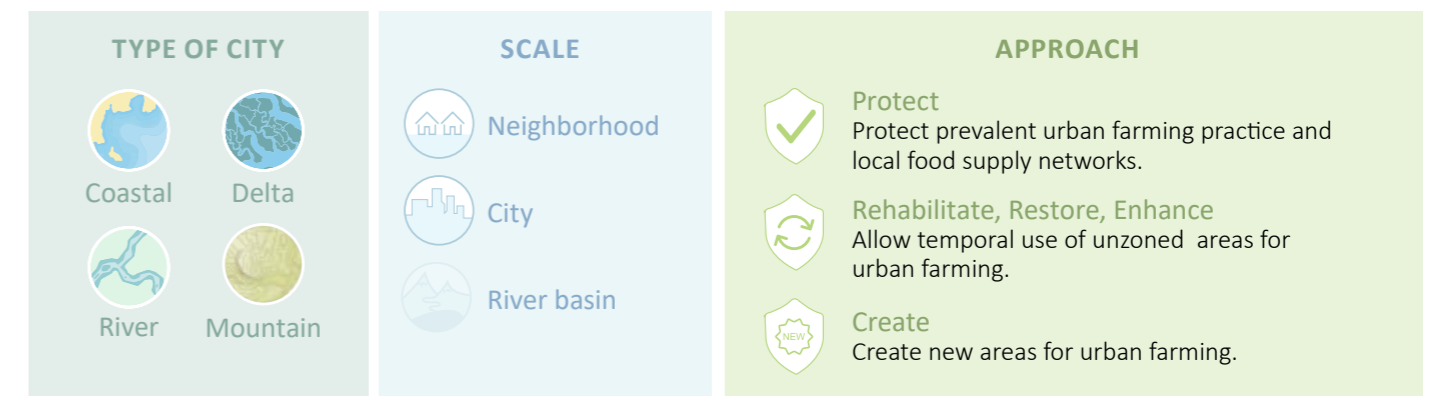 TYPE OF CITY
Coastal
Delta
River
Mountain
SCALE
Neighborhood
City
River basin
APPROACH
Protect
Protect prevalent urban farming practice and
local food supply networks.
Rehabilitate, Restore, Enhance
Allow temporal use of unzoned areas for
urban farming.
NEW
Create
Create new areas for urban farming.